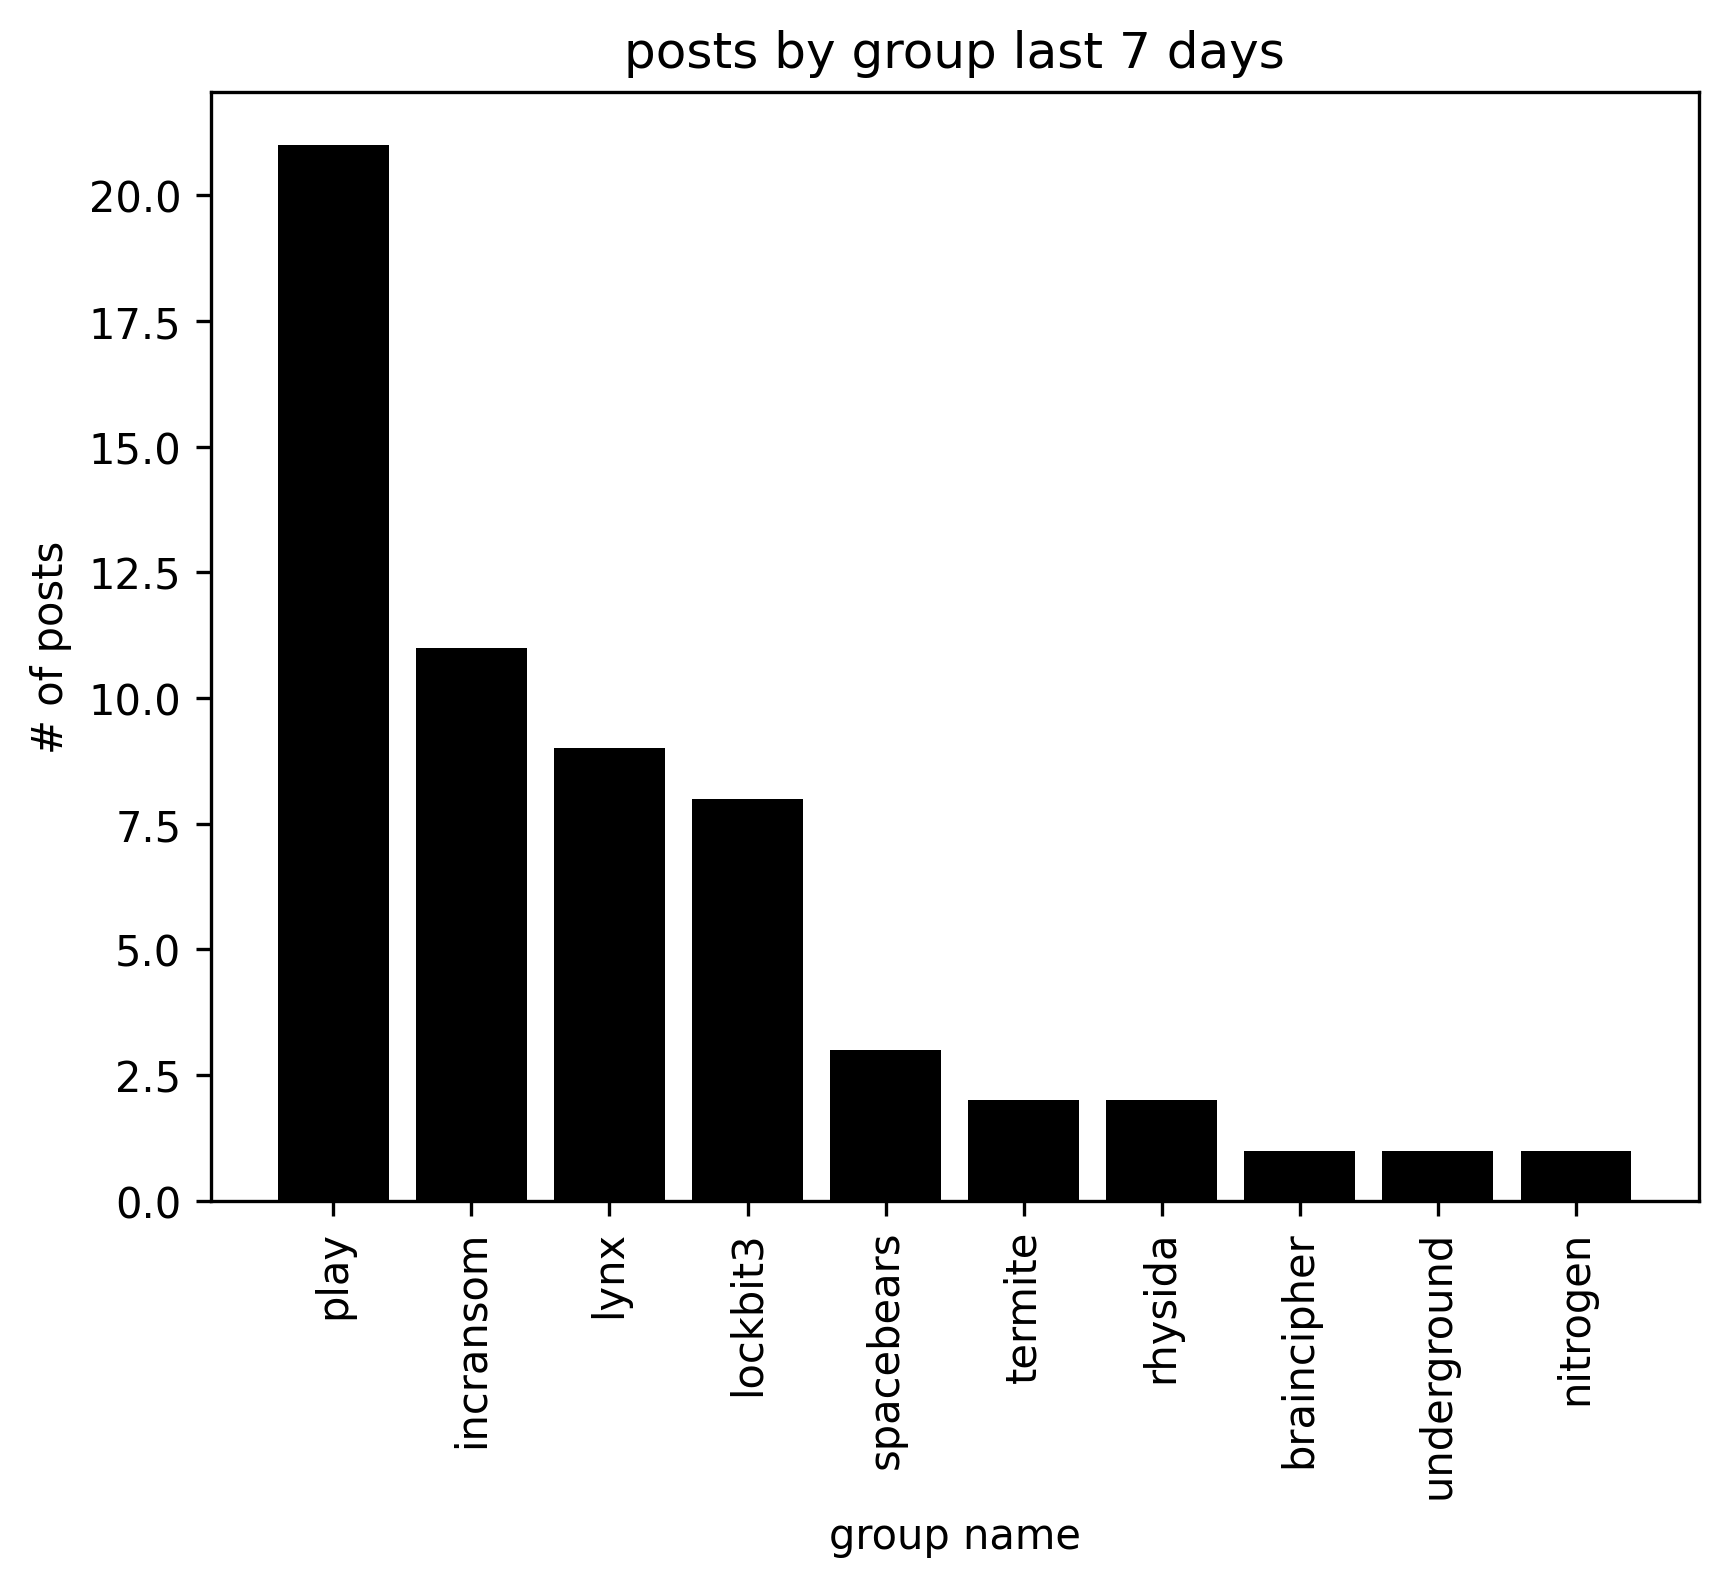 posts by group last 7 days
# of posts
20.0
17.5
15.0
12.5
10.0
7.5
5.0
2.5
0.0
play
incransom
lynx
lockbit3
spacebears
termite
rhysida
braincipher
underground
nitrogen
group name